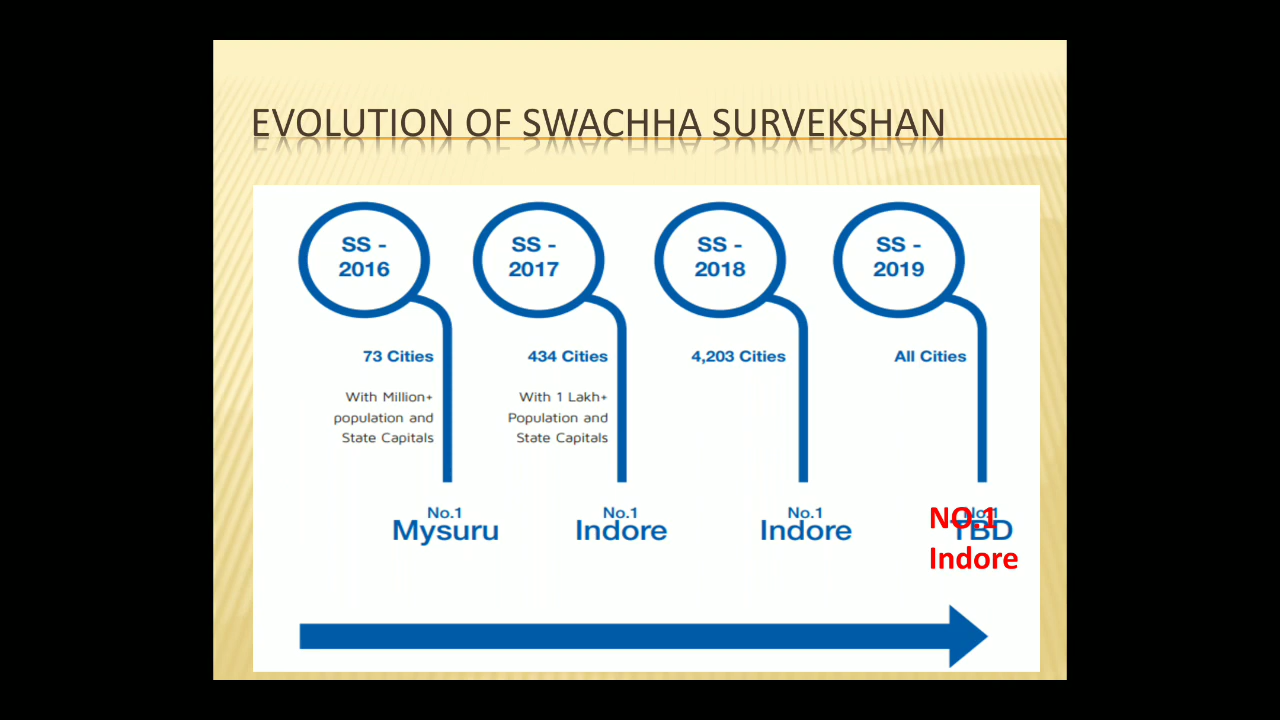 EVOLUTION OF SWACHHA SURVEKSHAN
SS -
2016
SS -
2017
SS -
2018
SS -
2019
73 Cities
434 Cities
4,203 Cities
All Cities
With Million+
population and
State Capitals
With 1 Lakh+
Population and
State Capitals
No.1
Mysuru
No.1
Indore
No.1
Indore
No.1
TBD
NO.1
Indore